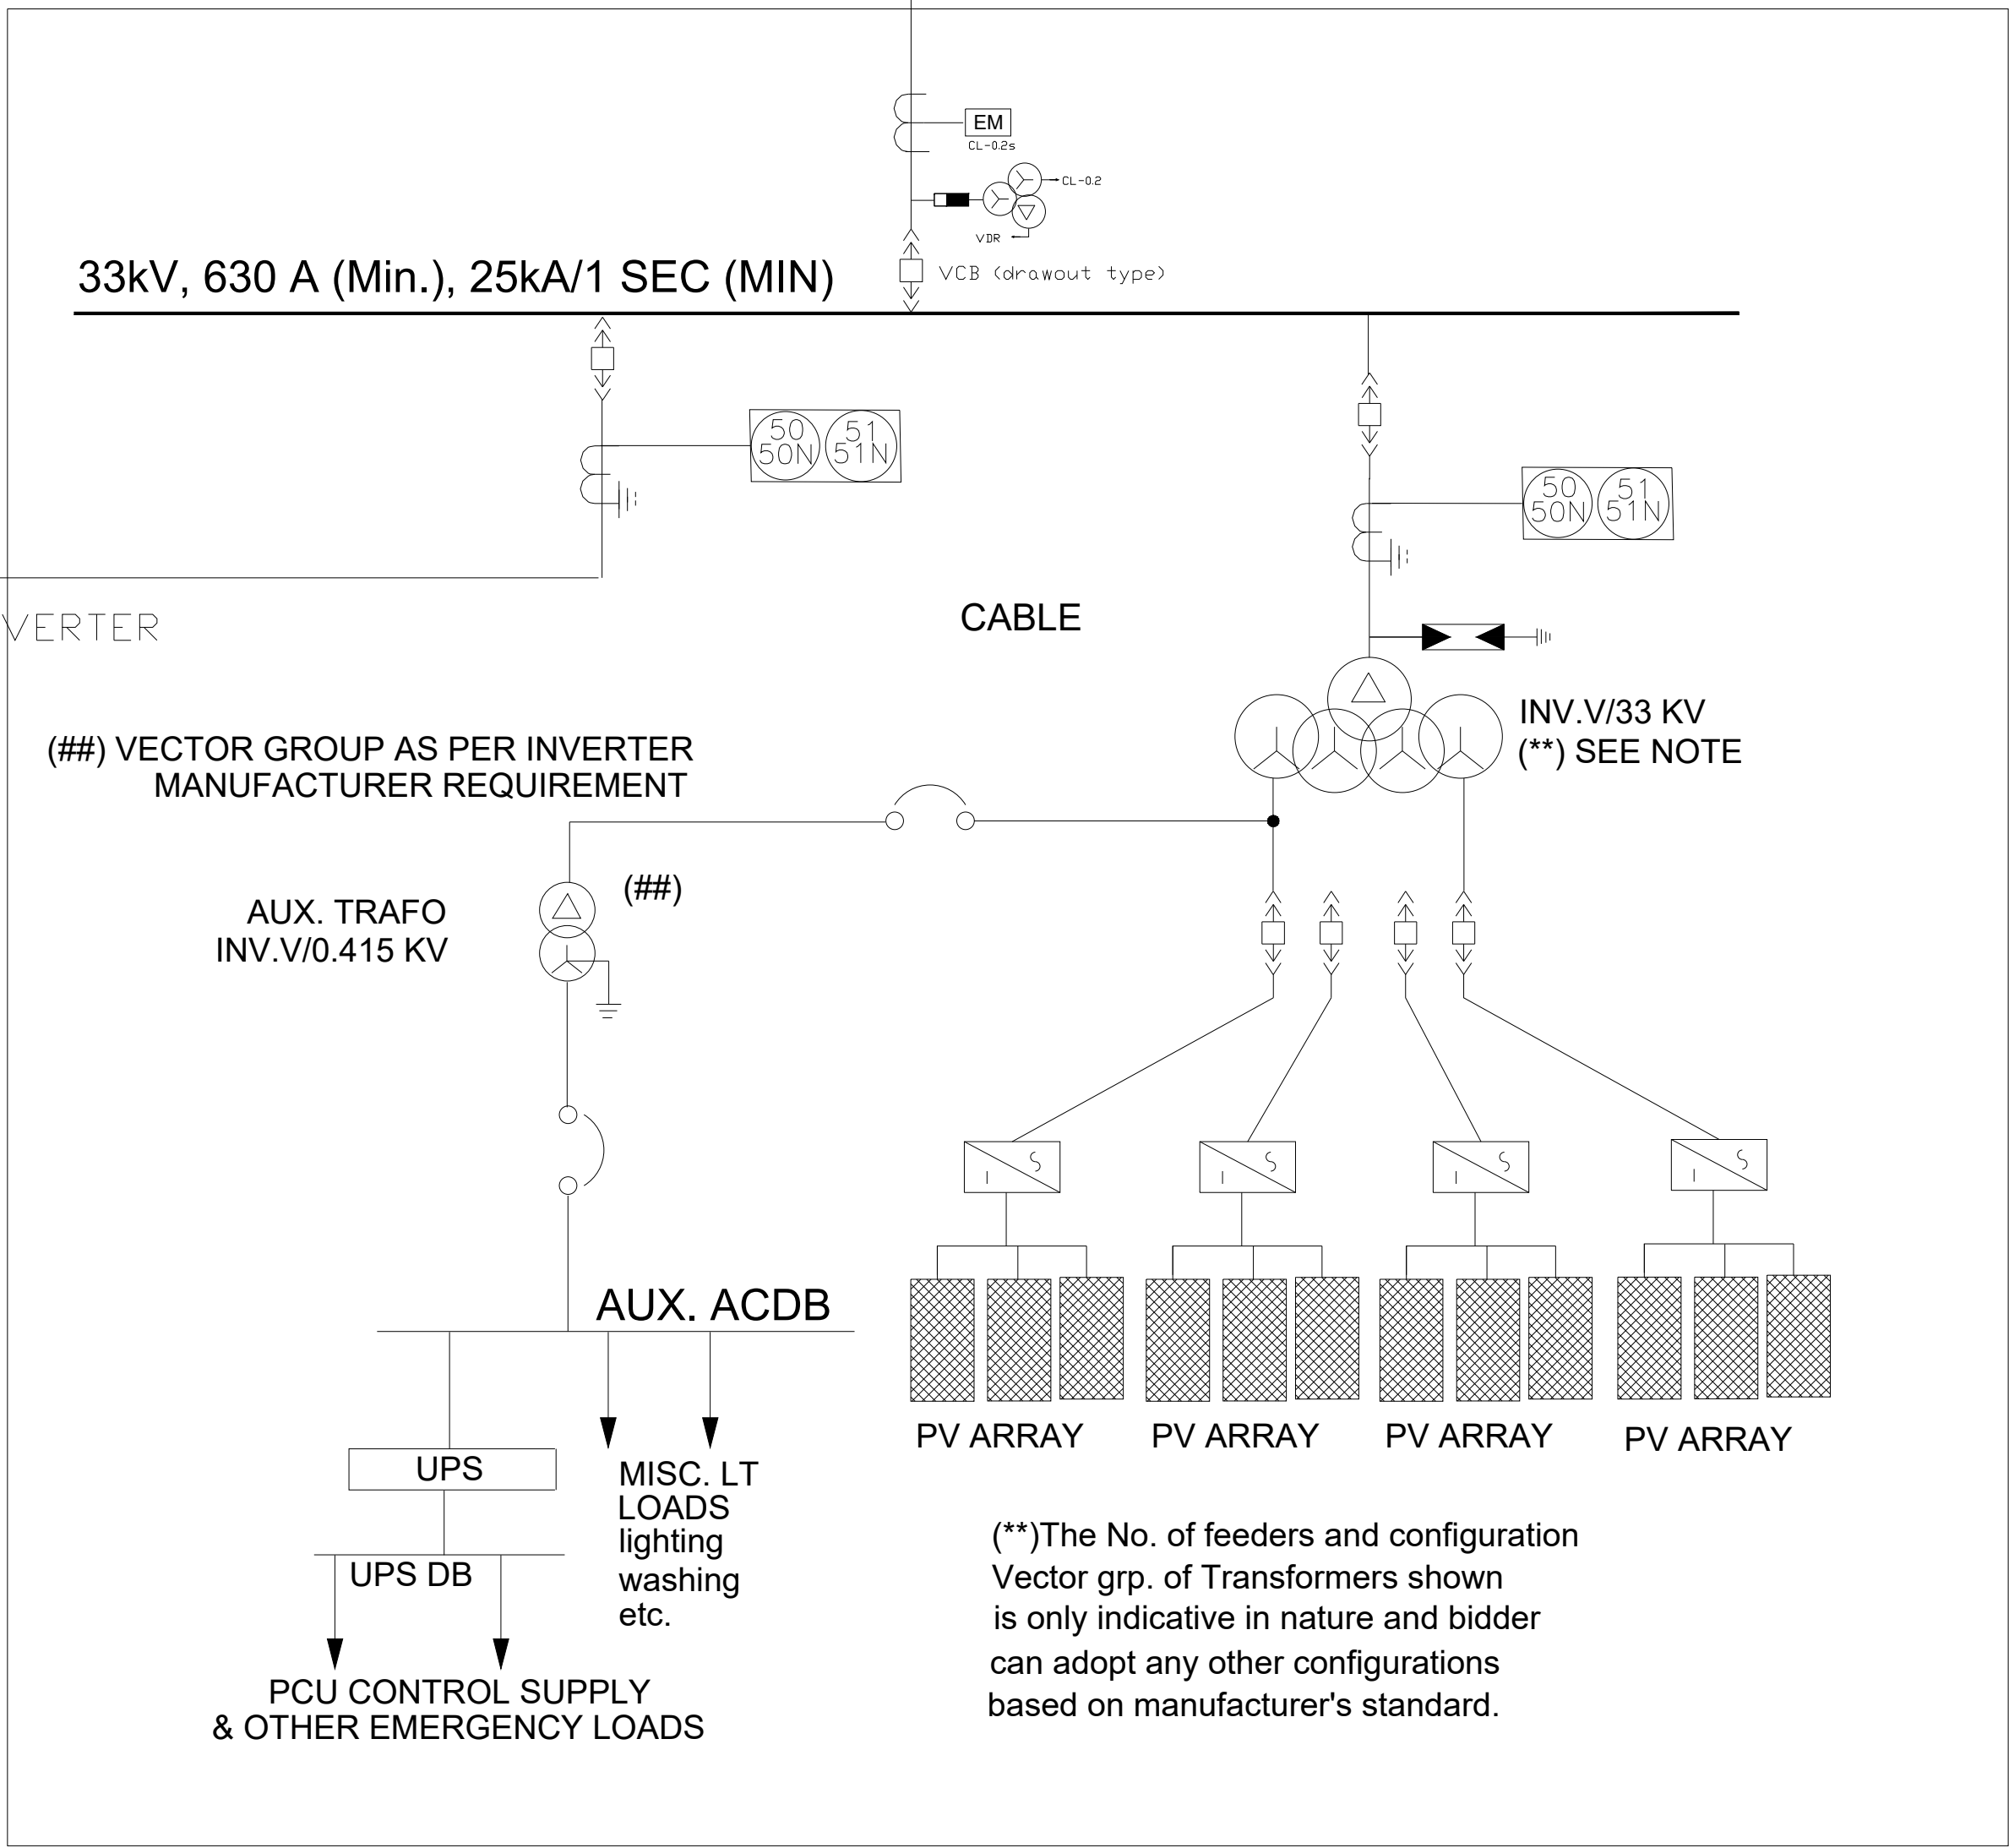 EM
CL-0.2s
CL-0.2
VDR
VCB (drawout type)
33kV, 630 A (Min.), 25kA/1 SEC (MIN)
50
50N
51
51N
50
50N
51
51N
CABLE
VERTER
INV.V/33 KV
(**) SEE NOTE
(##) VECTOR GROUP AS PER INVERTER
MANUFACTURER REQUIREMENT
(##)
AUX. TRAFO
INV.V/0.415 KV
S
I
S
I
S
I
S
I
AUX. ACDB
PV ARRAY
PV ARRAY
PV ARRAY
PV ARRAY
UPS
MISC. LT
LOADS
lighting
washing
etc.
UPS DB
PCU CONTROL SUPPLY
& OTHER EMERGENCY LOADS
(**)The No. of feeders and configuration
Vector grp. of Transformers shown
is only indicative in nature and bidder
can adopt any other configurations
based on manufacturer's standard.